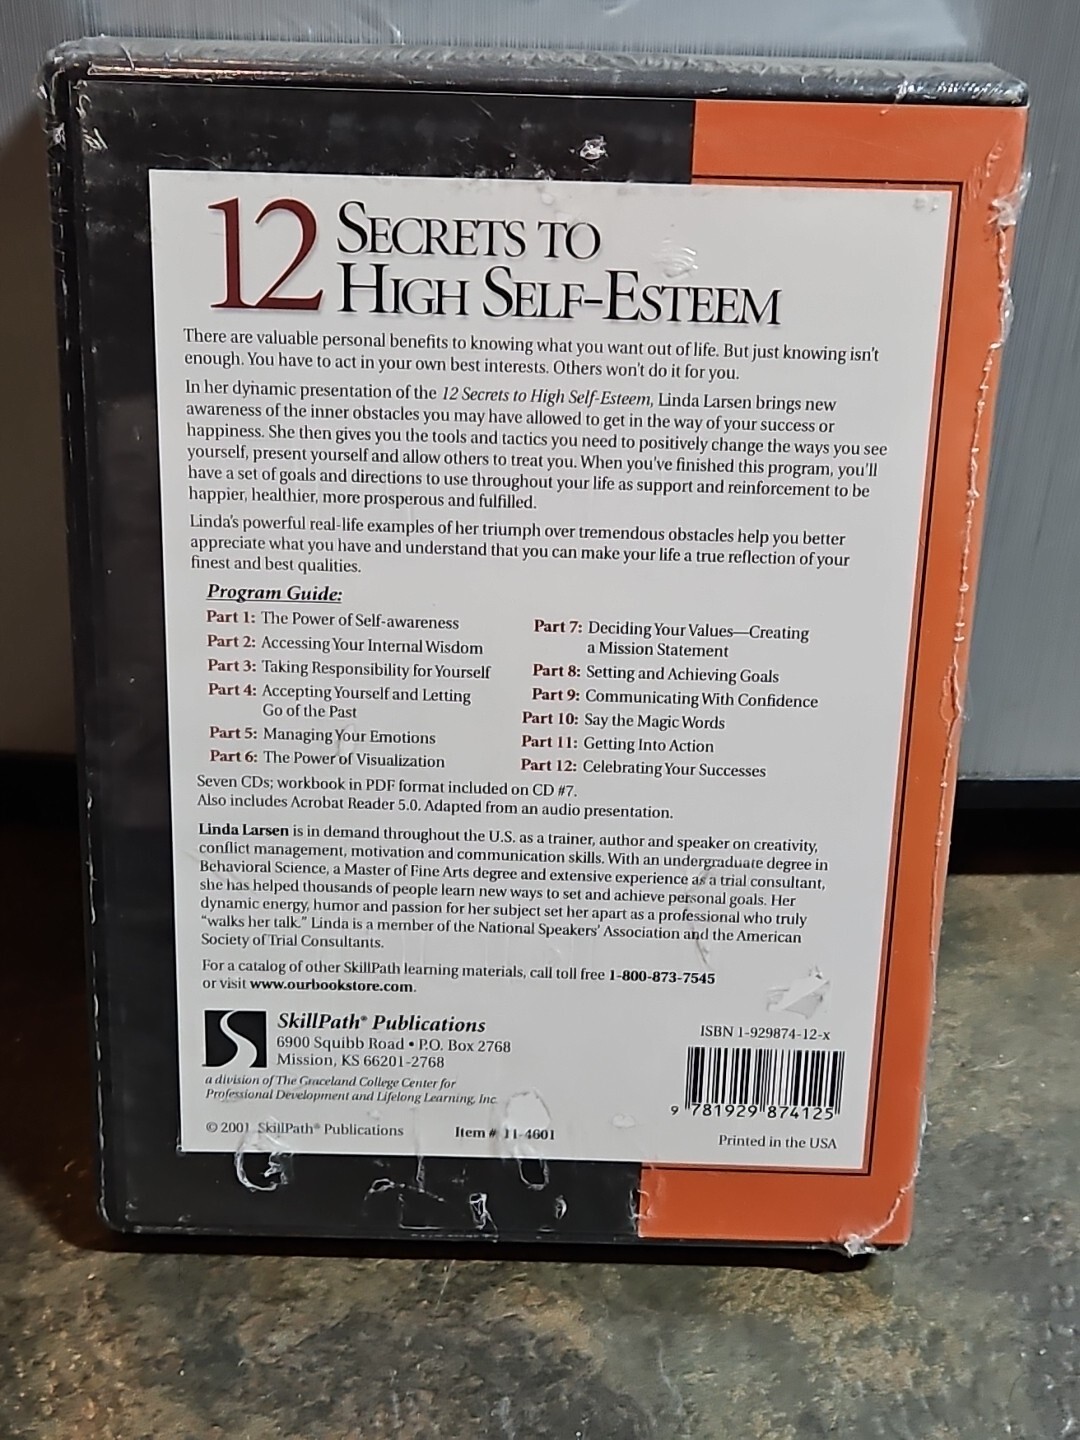 12 SECRETS TO
HIGH SELF-ESTEEM
There are valuable personal benefits to knowing what you want out of life. But just knowing isn't
enough. You have to act in your own best interests. Others won't do it for you.
In her dynamic presentation of the 12 Secrets to High Self-Esteem, Linda Larsen brings new
awareness of the inner obstacles you may have allowed to get in the way of your success or
happiness. She then gives you the tools and tactics you need to positively change the ways you see
yourself, present yourself and allow others to treat you. When you've finished this program, you'll
have a set of goals and directions to use throughout your life as support and reinforcement to be
happier, healthier, more prosperous and fulfilled.
Linda's powerful real-life examples of her triumph over tremendous obstacles help you better
appreciate what you have and understand that you can make your life a true reflection of your
finest and best qualities.
Program Guide:
Part 1: The Power of Self-awareness
Part 2: Accessing Your Internal Wisdom
Part 3: Taking Responsibility for Yourself
Part 4: Accepting Yourself and Letting
Go of the Past
Part 5: Managing Your Emotions
Part 6: The Power of Visualization
Part 7: Deciding Your Values—Creating
a Mission Statement
Part 8: Setting and Achieving Goals
Part 9: Communicating With Confidence
Part 10: Say the Magic Words
Part 11: Getting Into Action
Part 12: Celebrating Your Successes
Seven CDs; workbook in PDF format included on CD #7.
Also includes Acrobat Reader 5.0. Adapted from an audio presentation.
Linda Larsen is in demand throughout the U.S. as a trainer, author and speaker on creativity,
conflict management, motivation and communication skills. With an undergraduate degree in
Behavioral Science, a Master of Fine Arts degree and extensive experience as a trial consultant,
she has helped thousands of people learn new ways to set and achieve personal goals. Her
dynamic energy, humor and passion for her subject set her apart as a professional who truly
"walks her talk." Linda is a member of the National Speakers' Association and the American
Society of Trial Consultants.
For a catalog of other SkillPath learning materials, call toll free 1-800-873-7545
or visit www.ourbookstore.com.
SkillPath® Publications
6900 Squibb Road • P.O. Box 2768
Mission, KS 66201-2768
a division of The Graceland College Center for
Professional Development and Lifelong Learning, Inc.
© 2001 SkillPath® Publications
Item # 11-4601
ISBN 1-929874-12-x
9 781929 874125
Printed in the USA